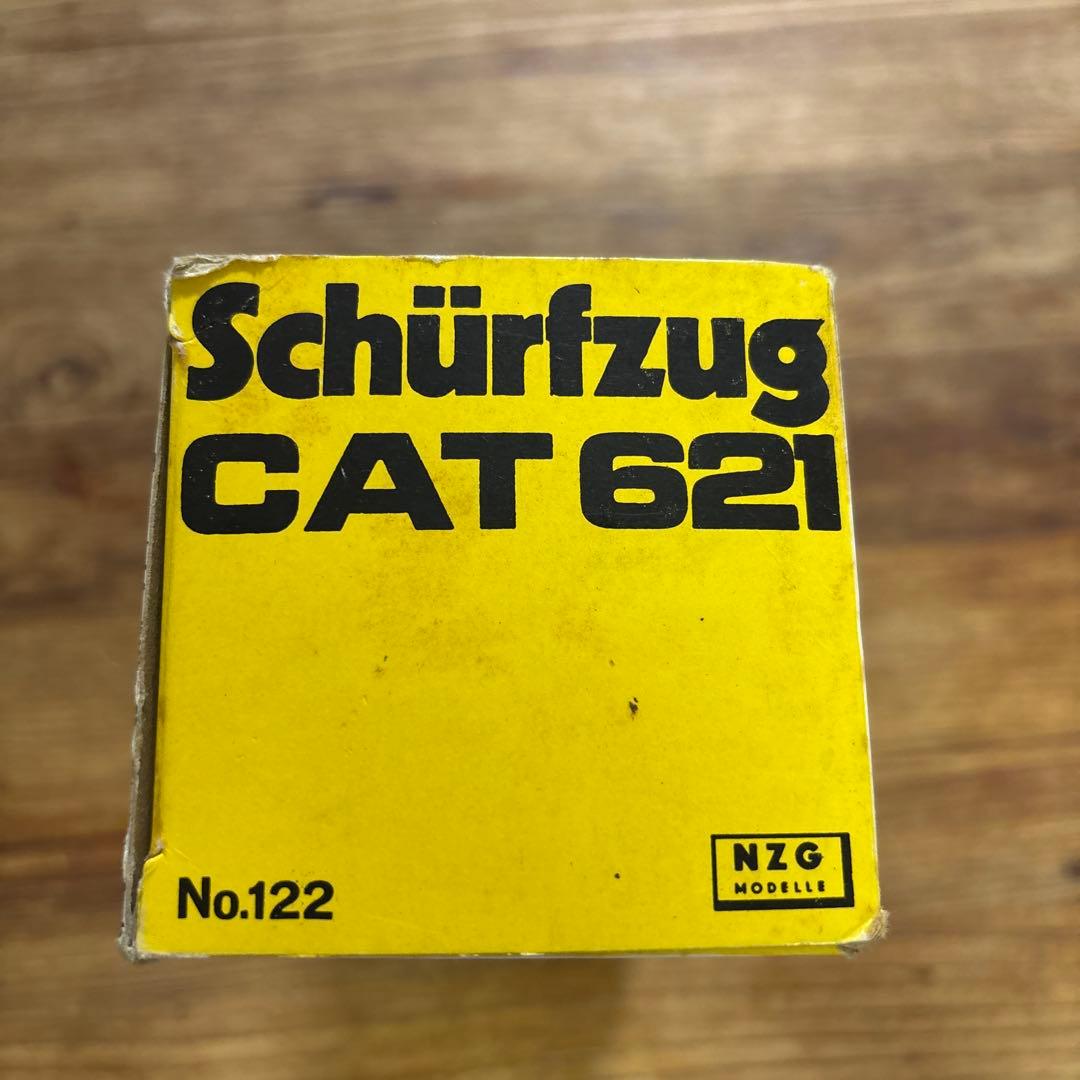 Schürfzug
CAT 621
No.122
NZG
MODELLE